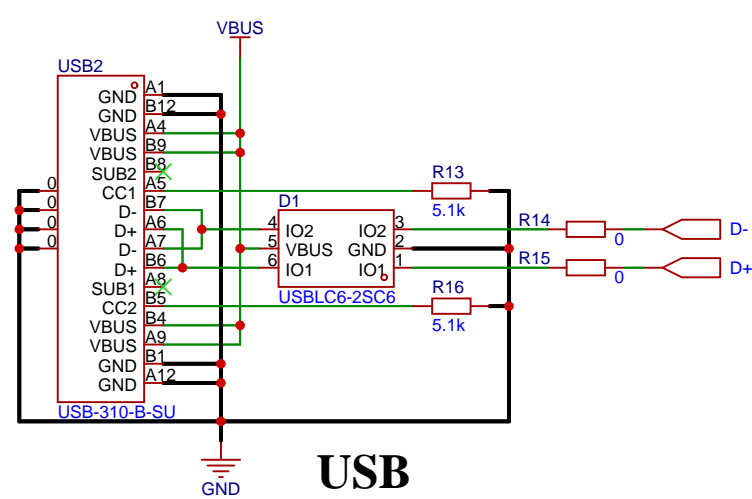 VBUS
USB2
GND A1
GND B12
VBUS A4
VBUS B9
SUB2 B8
CC1 A5
D- B7
D+ A6
D- A7
D+ B6
SUB1 A8
CC2 B5
VBUS B4
VBUS A9
GND B1
GND A12
0
0
0
0
USB-310-B-SU
D1
4 IO2 IO2 3
5 VBUS GND 2
6 IO1 IO1 1
USBLC6-2SC6
R13
5.1k
R14
0
D-
R15
0
D+
R16
5.1k
GND
USB